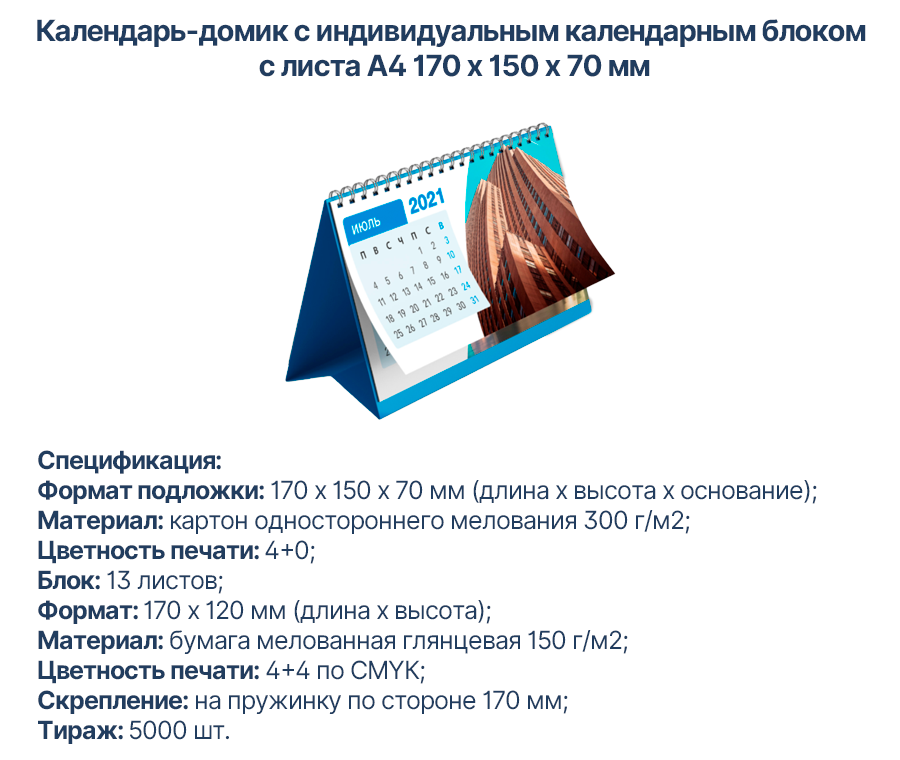 Календарь-домик с индивидуальным календарным блоком
с листа А4 170 х 150 х 70 мм
2021
ИЮЛЬ
П В С Ч П С В
1 2 3
4 5 6 7 8 9 10
11 12 13 14 15 16 17
18 19 20 21 22 23 24
25 26 27 28 29 30 31
Спецификация:
Формат подложки: 170 х 150 х 70 мм (длина х высота х основание);
Материал: картон одностороннего мелования 300 г/м2;
Цветность печати: 4+0;
Блок: 13 листов;
Формат: 170 х 120 мм (длина х высота);
Материал: бумага мелованная глянцевая 150 г/м2;
Цветность печати: 4+4 по CMYK;
Скрепление: на пружинку по стороне 170 мм;
Тираж: 5000 шт.